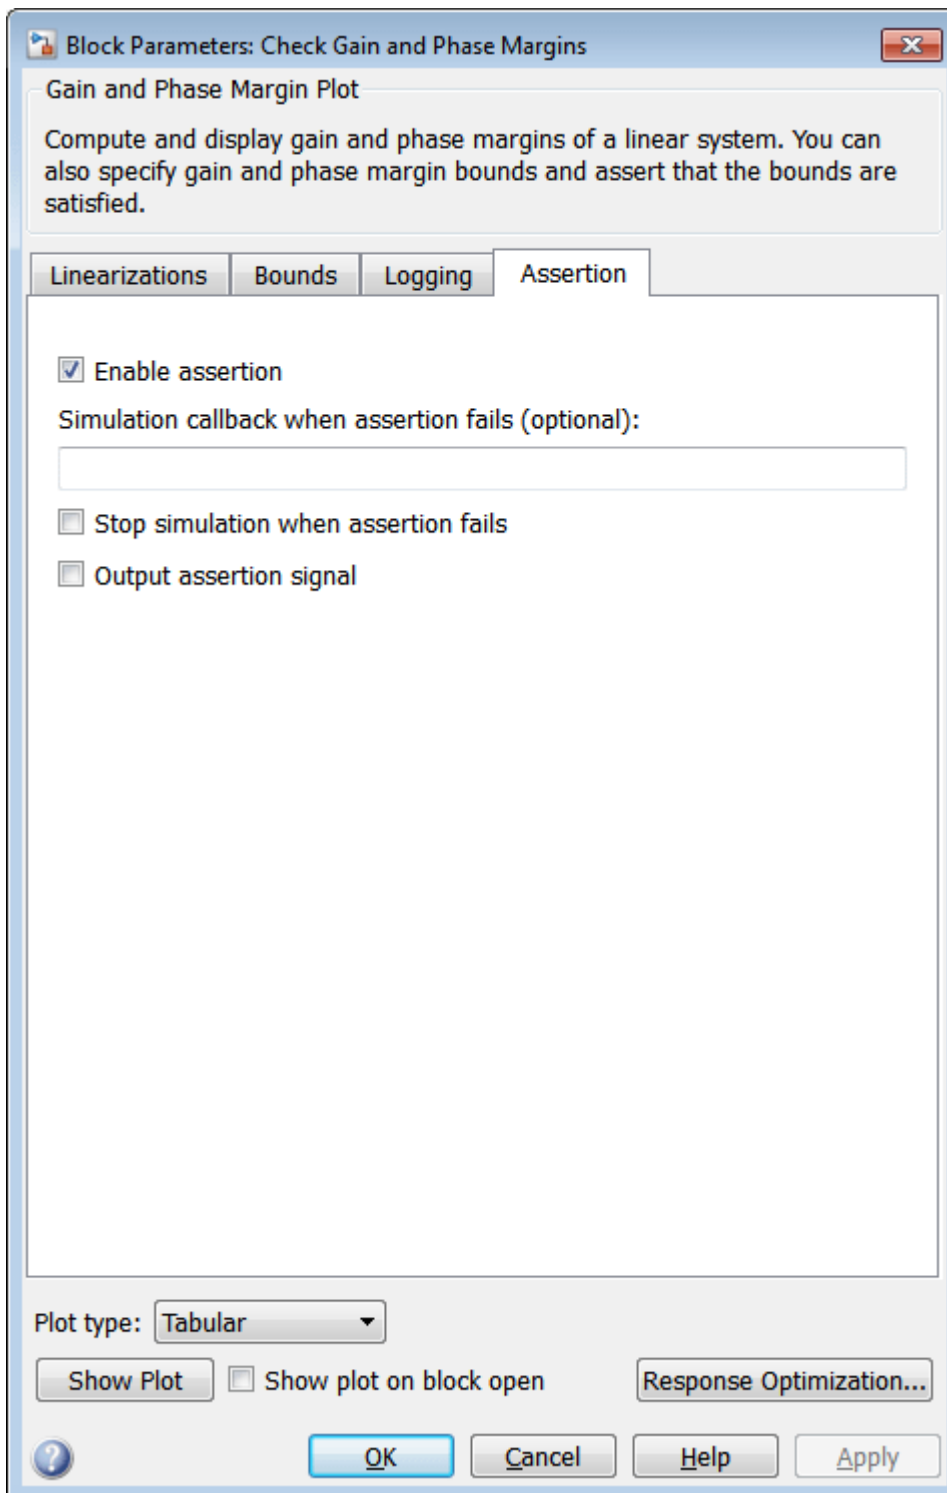 Block Parameters: Check Gain and Phase Margins
Gain and Phase Margin Plot
Compute and display gain and phase margins of a linear system. You can
also specify gain and phase margin bounds and assert that the bounds are
satisfied.
Linearizations Bounds Logging Assertion
Enable assertion
Simulation callback when assertion fails (optional):
Stop simulation when assertion fails
Output assertion signal
Plot type: Tabular
Show Plot Show plot on block open Response Optimization...
? OK Cancel Help Apply